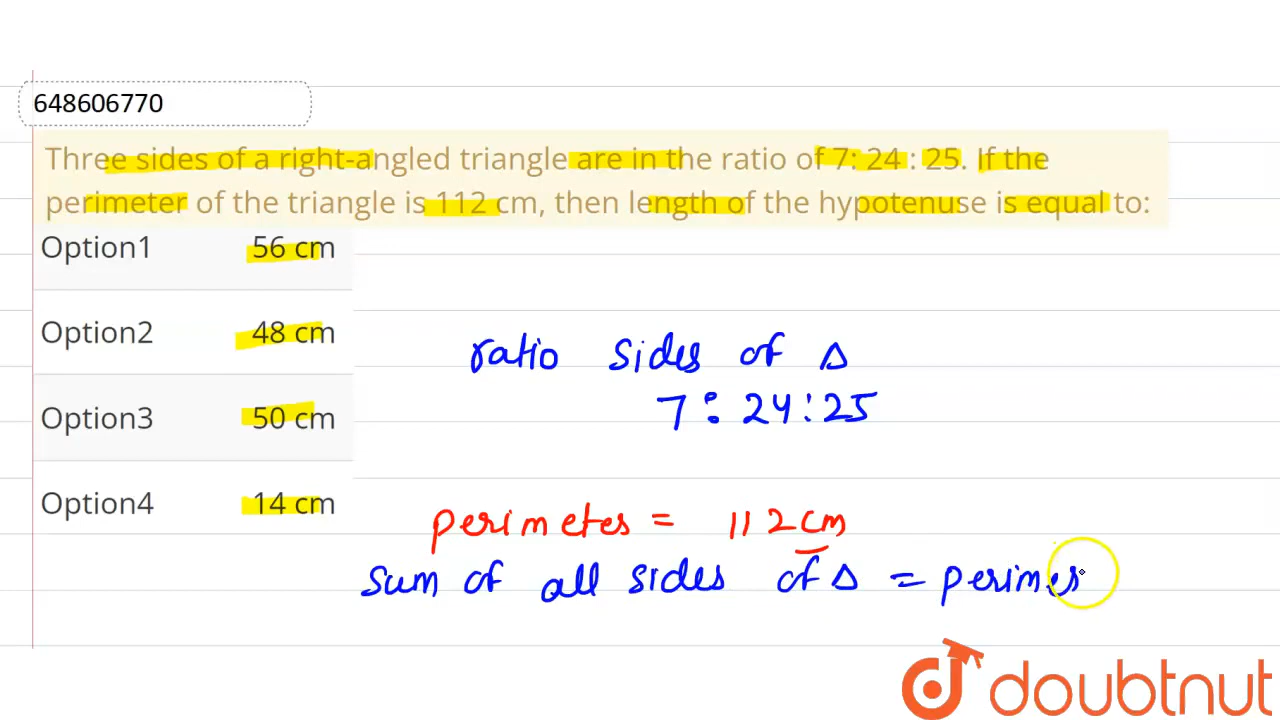 648606770
Three sides of a right-angled triangle are in the ratio of 7: 24 : 25. If the
perimeter of the triangle is 112 cm, then length of the hypotenuse is equal to:
Option1 56 cm
Option2 48 cm
ratio sides of Δ
7 : 24 : 25
Option3 50 cm
Option4 14 cm
perimetes = 112 cm
Sum of all sides of Δ = perimes
doubtnut